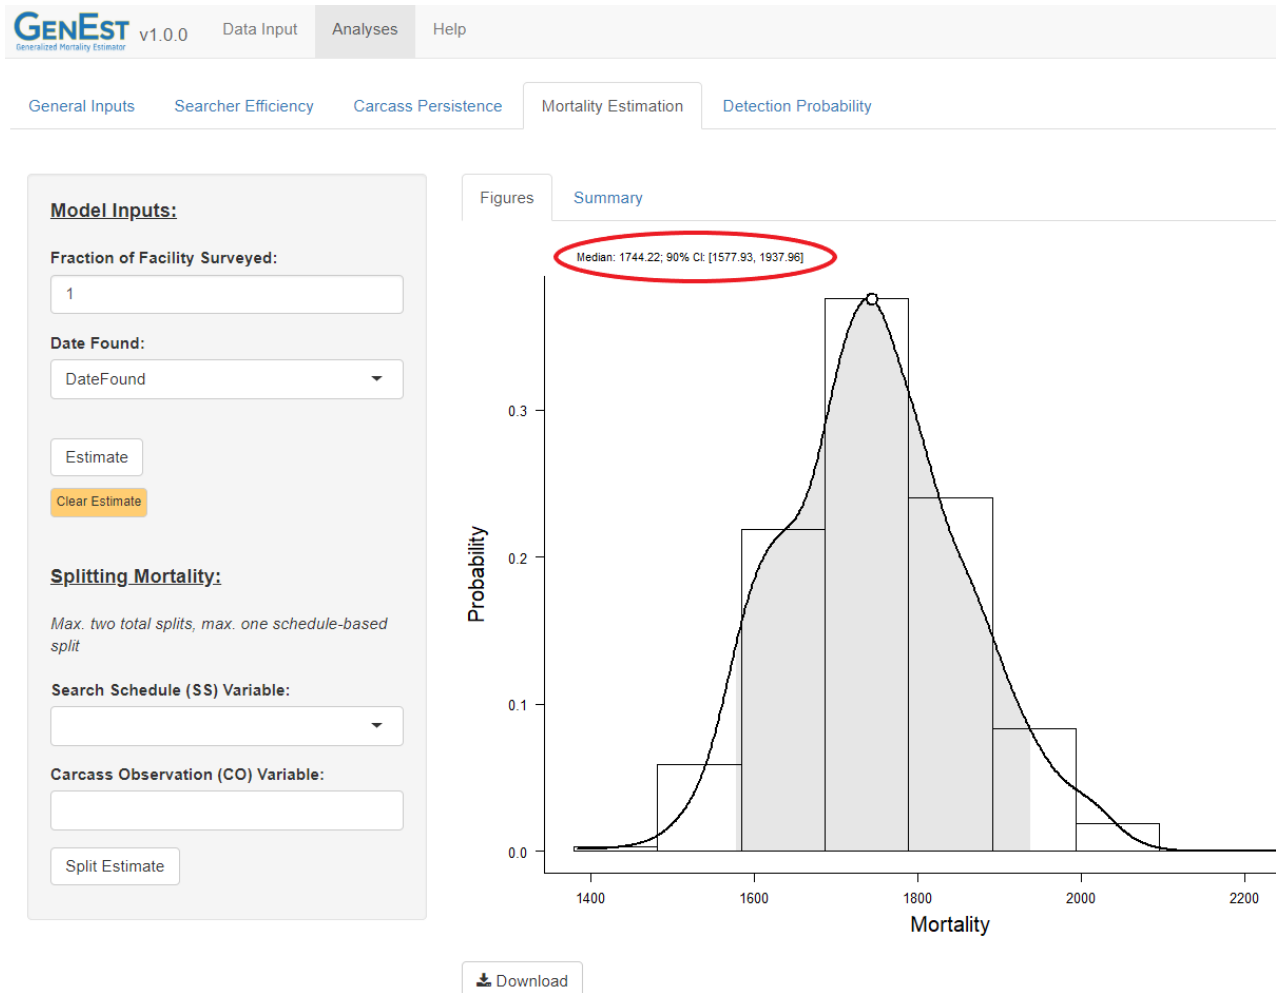 GENEST v1.0.0 Data Input Analyses Help
Generalized Mortality Estimator
General Inputs Searcher Efficiency Carcass Persistence Mortality Estimation Detection Probability
Model Inputs:
Fraction of Facility Surveyed:
1
Date Found:
DateFound
Estimate
Clear Estimate
Splitting Mortality:
Max. two total splits, max. one schedule-based
split
Search Schedule (SS) Variable:
Carcass Observation (CO) Variable:
Split Estimate
Figures Summary
Median: 1744.22; 90% CI: [1577.93, 1937.96]
Probability
0.3
0.2
0.1
0.0
1400 1600 1800 2000 2200
Mortality
Download